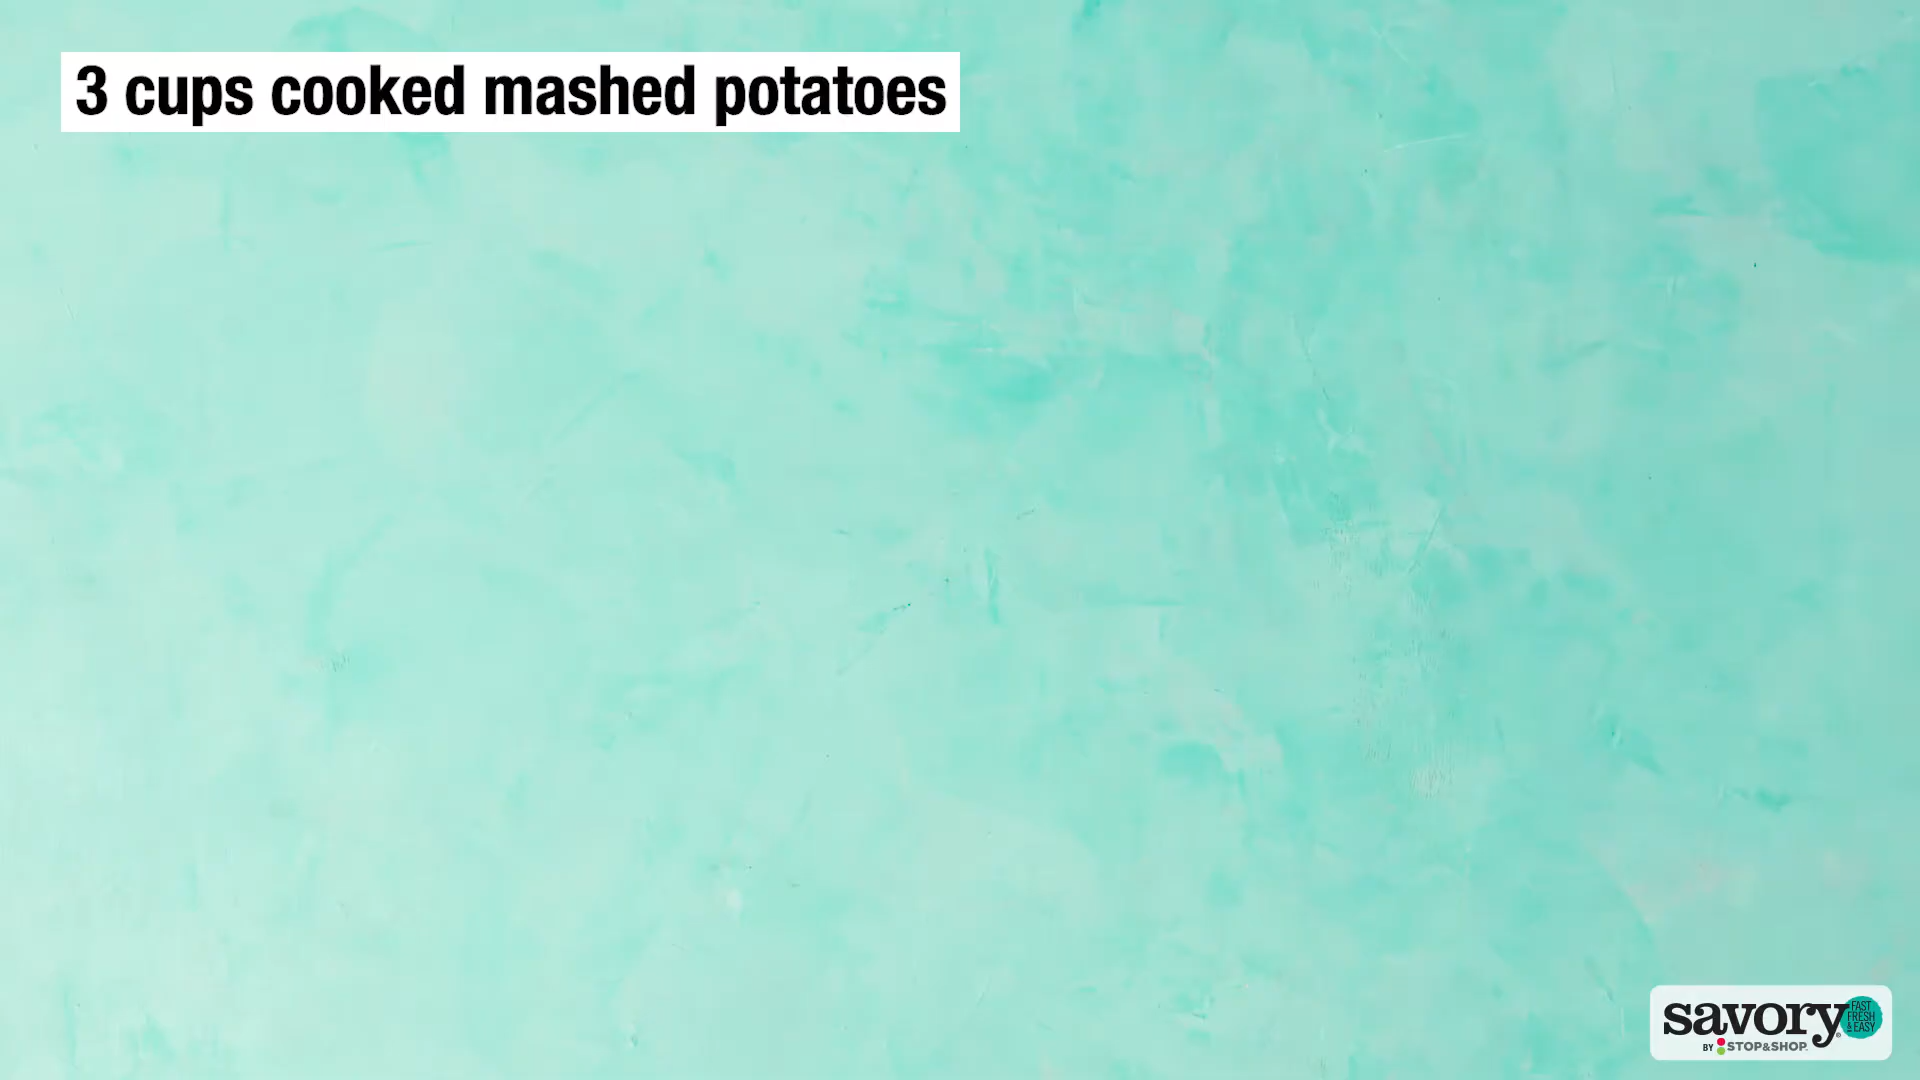 3 cups cooked mashed potatoes
savory
FAST
FRESH
& EASY
BY STOP&SHOP